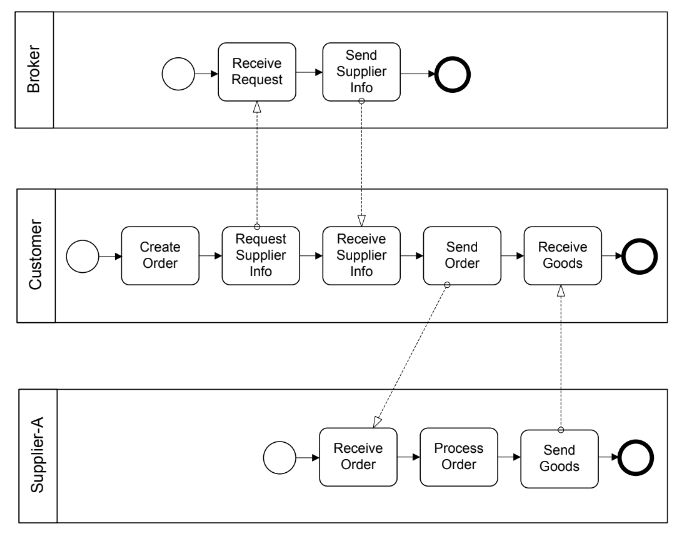 Broker
Receive
Request
Send
Supplier
Info
Customer
Create
Order
Request
Supplier
Info
Receive
Supplier
Info
Send
Order
Receive
Goods
Supplier-A
Receive
Order
Process
Order
Send
Goods